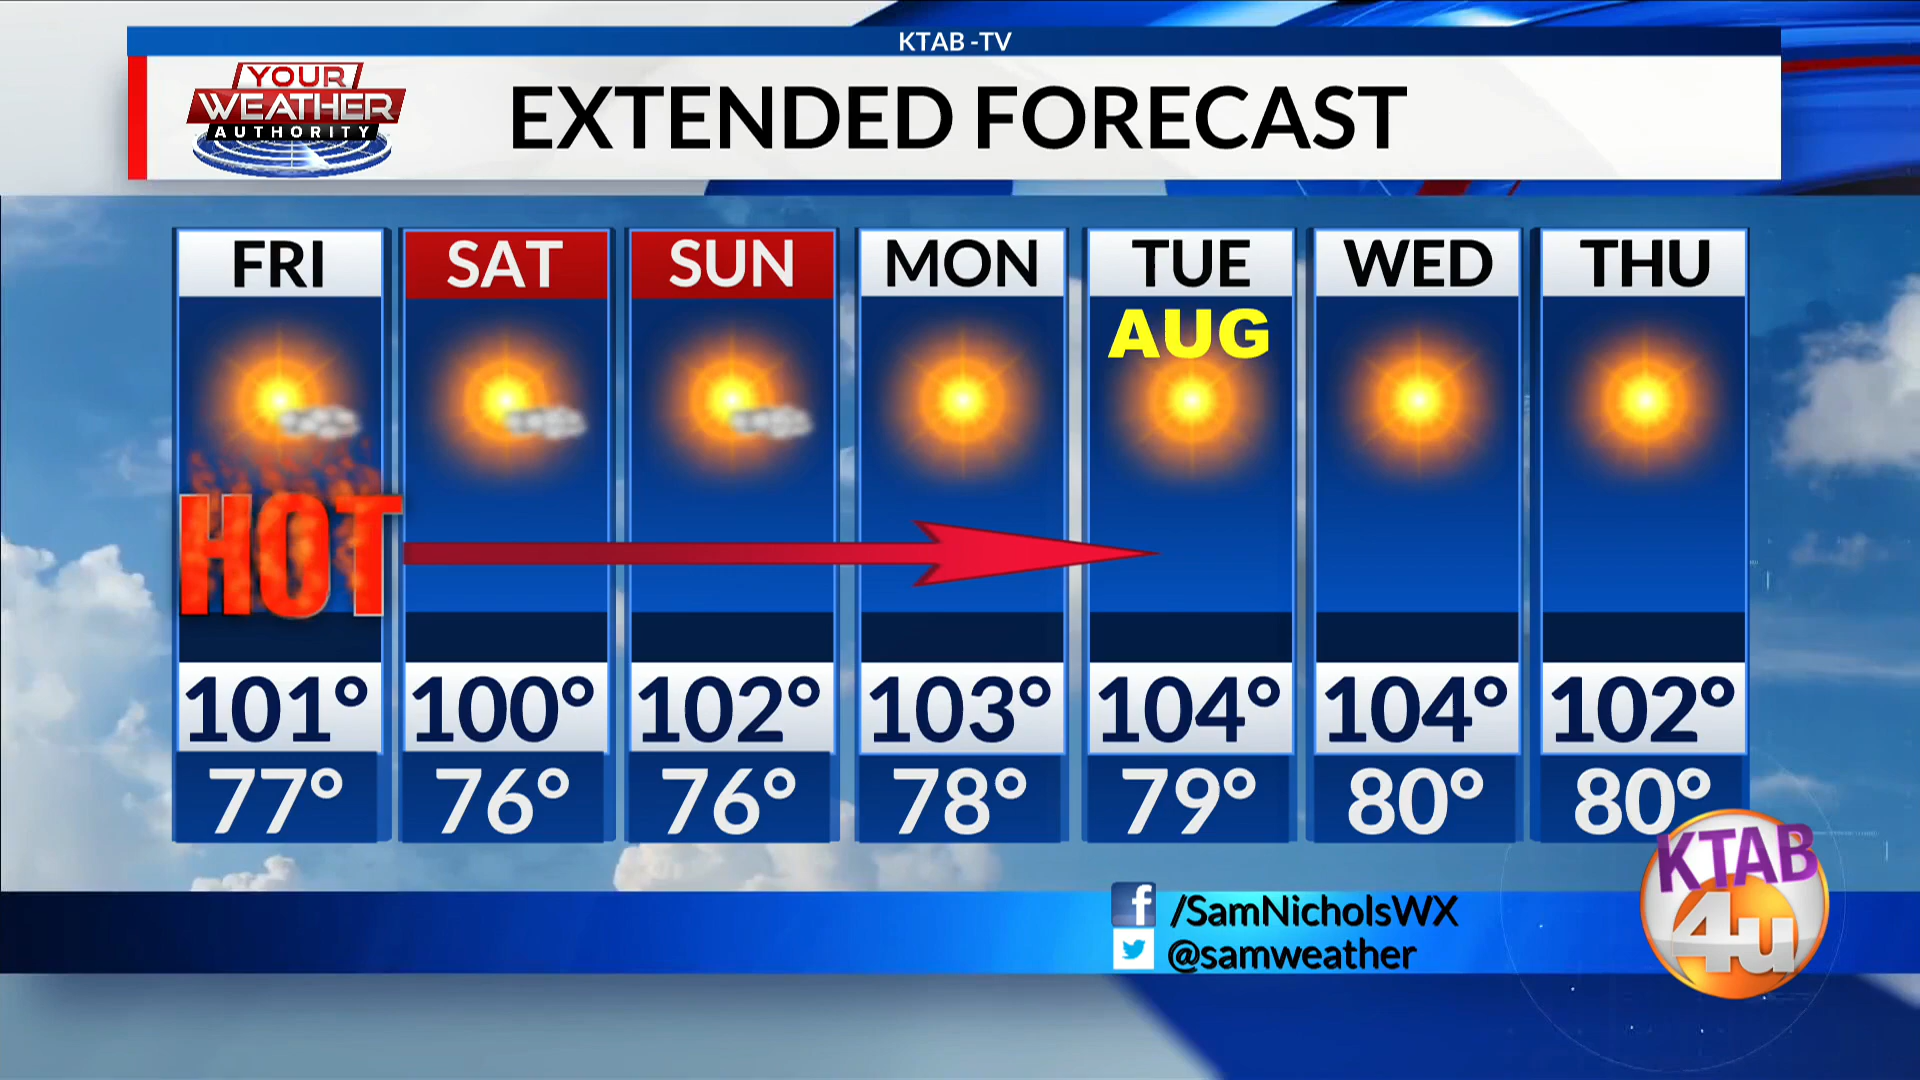 KTAB -TV
YOUR
WEATHER
AUTHORITY
EXTENDED FORECAST
FRI SAT SUN MON TUE WED THU
AUG
HOT
101° 100° 102° 103° 104° 104° 102°
77° 76° 76° 78° 79° 80° 80°
f /SamNicholsWX
@samweather
KTAB
4u